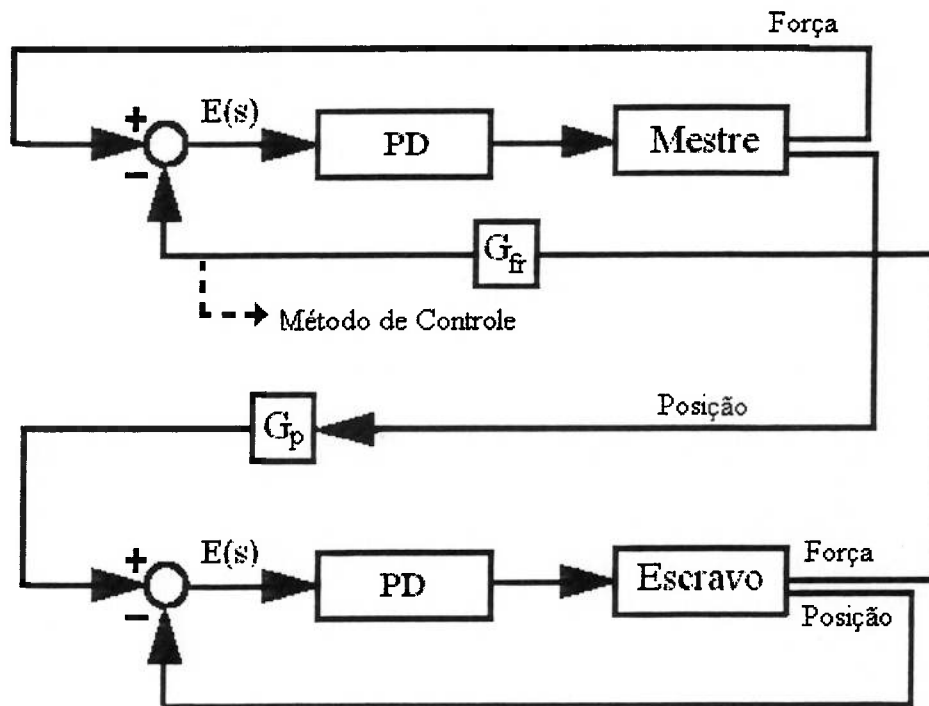 Força
+
E(s)
PD
Mestre
−
G_fr
Método de Controle
Posição
G_p
+
E(s)
PD
Escravo
Força
Posição
−